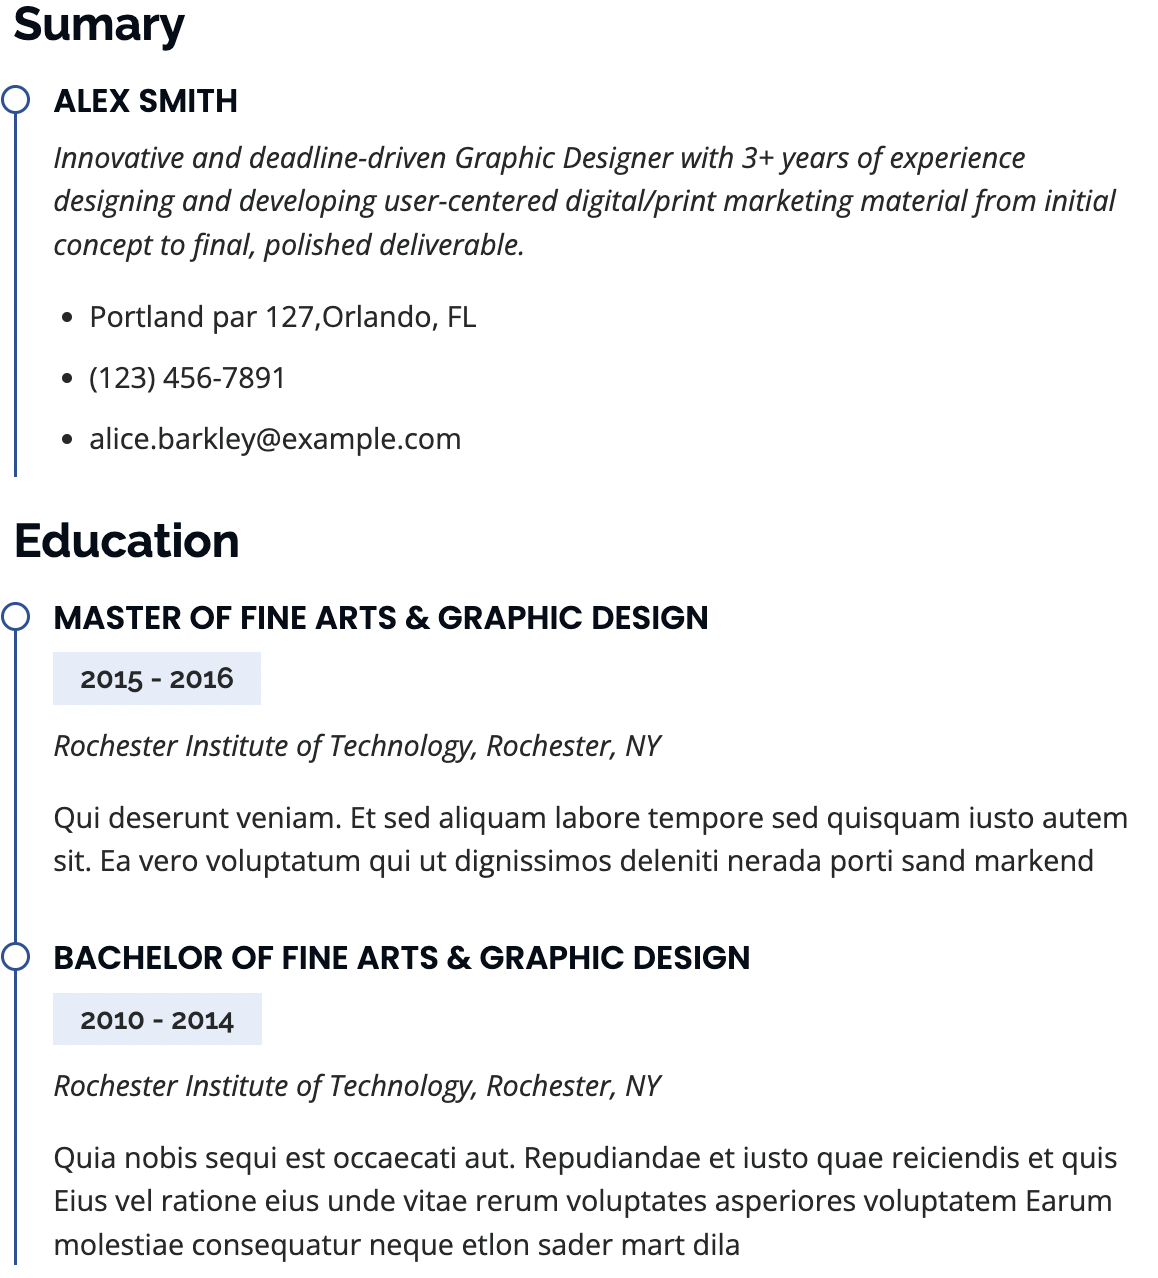 Sumary
ALEX SMITH
Innovative and deadline-driven Graphic Designer with 3+ years of experience
designing and developing user-centered digital/print marketing material from initial
concept to final, polished deliverable.
Portland par 127,Orlando, FL
(123) 456-7891
alice.barkley@example.com
Education
MASTER OF FINE ARTS & GRAPHIC DESIGN
2015 - 2016
Rochester Institute of Technology, Rochester, NY
Qui deserunt veniam. Et sed aliquam labore tempore sed quisquam iusto autem
sit. Ea vero voluptatum qui ut dignissimos deleniti nerada porti sand markend
BACHELOR OF FINE ARTS & GRAPHIC DESIGN
2010 - 2014
Rochester Institute of Technology, Rochester, NY
Quia nobis sequi est occaecati aut. Repudiandae et iusto quae reiciendis et quis
Eius vel ratione eius unde vitae rerum voluptates asperiores voluptatem Earum
molestiae consequatur neque etlon sader mart dila